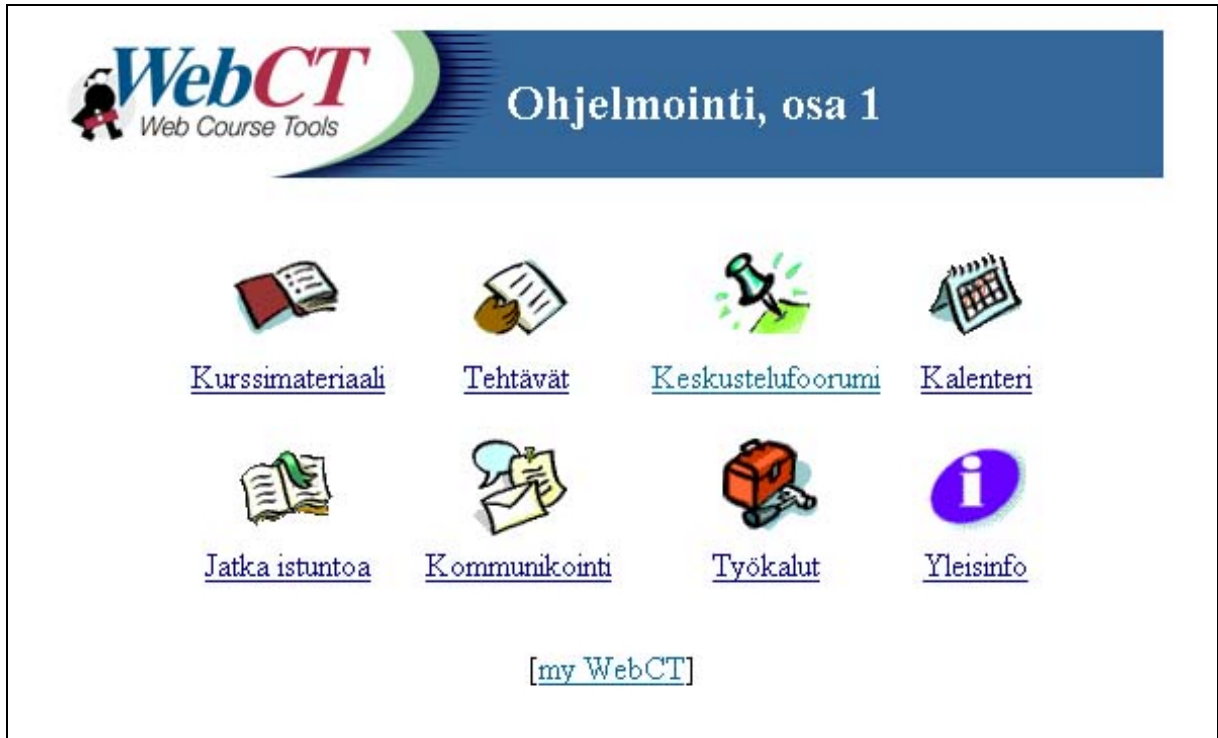 WebCT
Web Course Tools
Ohjelmointi, osa 1
Kurssimateriaali Tehtävät Keskustelufoorumi Kalenteri
Jatka istuntoa Kommunikointi Työkalut Yleisinfo
[my WebCT]